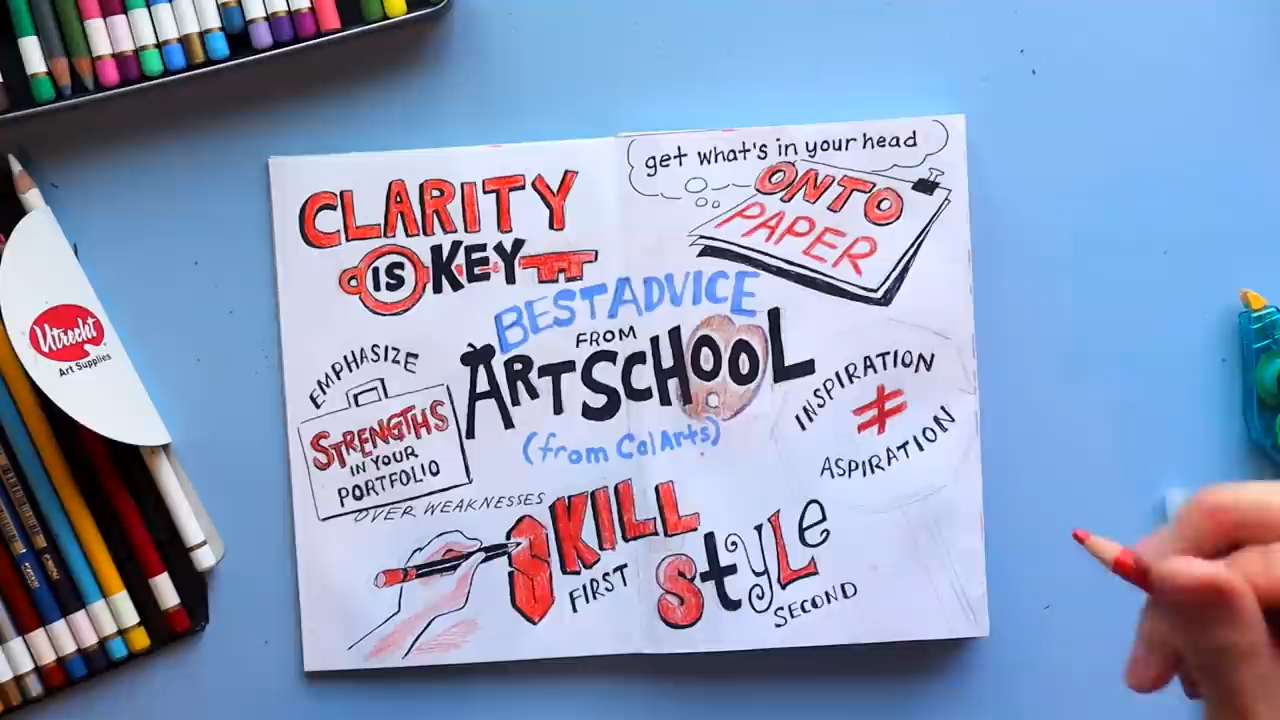 CLARITY
IS KEY
get what's in your head
ONTO
PAPER
BEST ADVICE
FROM
ARTSCHOOL
(from CalArts)
EMPHASIZE
STRENGTHS
IN YOUR
PORTFOLIO
OVER WEAKNESSES
INSPIRATION
≠
ASPIRATION
SKILL
FIRST
STYLe
SECOND
Utrecht
Art Supplies